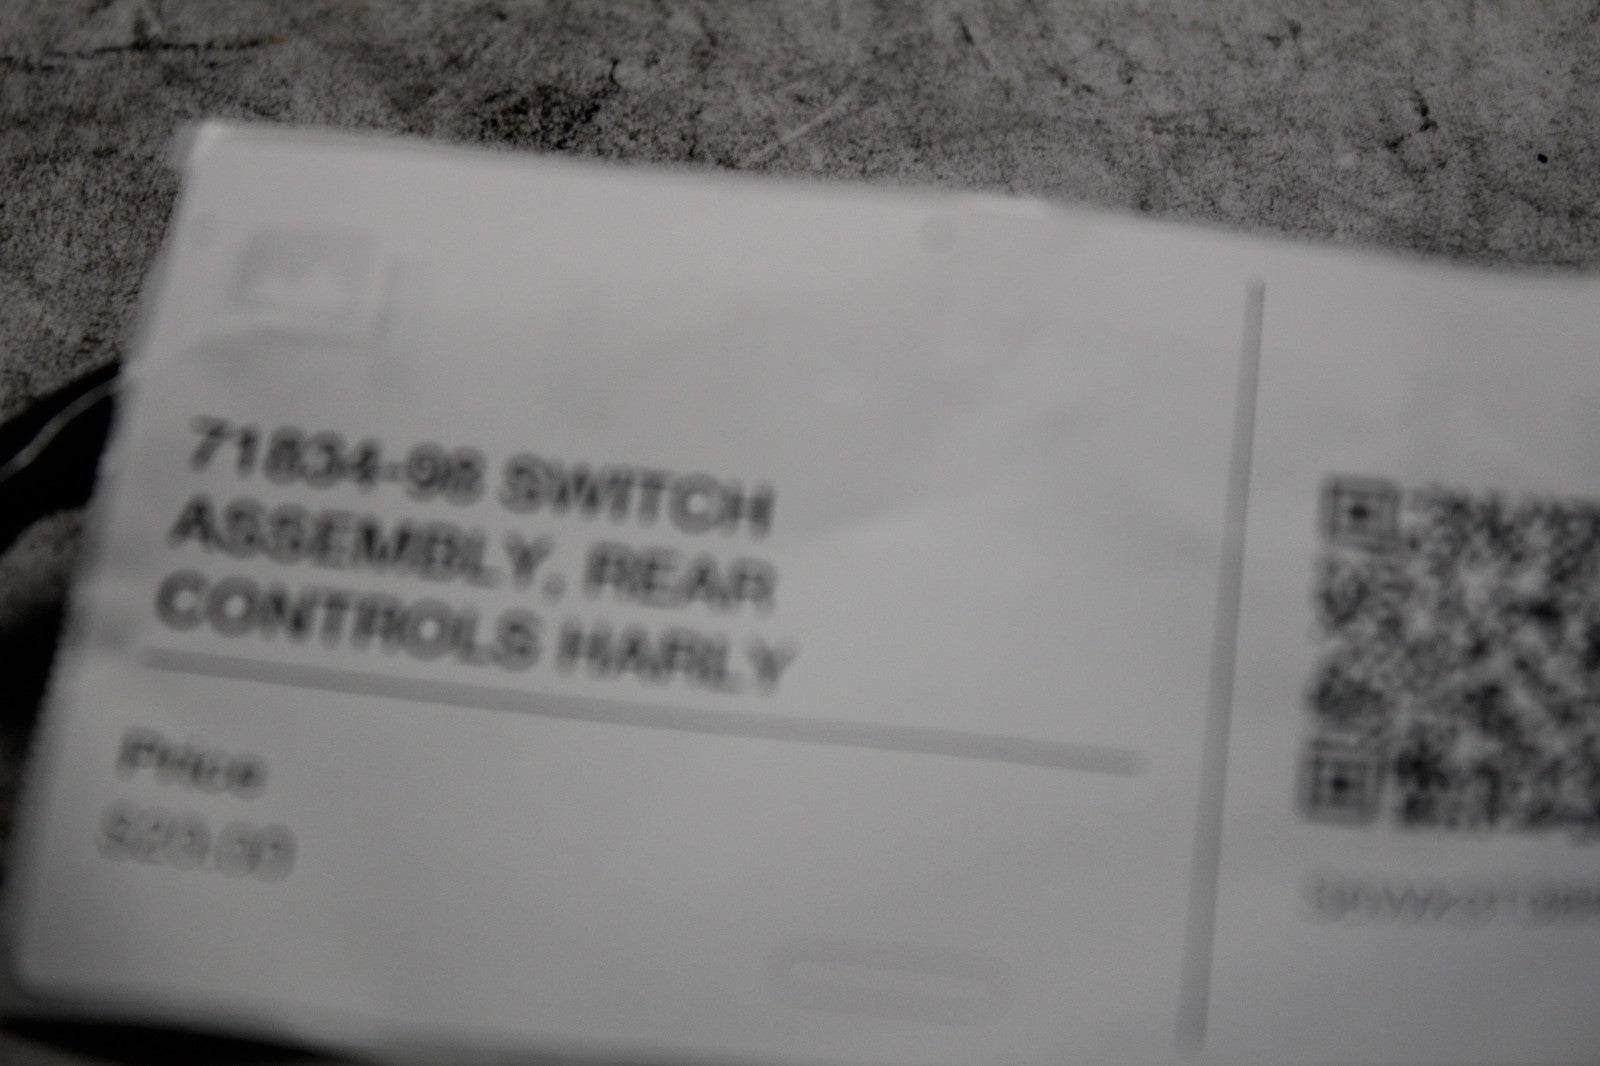 71834-98 SWITCH
ASSEMBLY, REAR
CONTROLS HARLY
Price